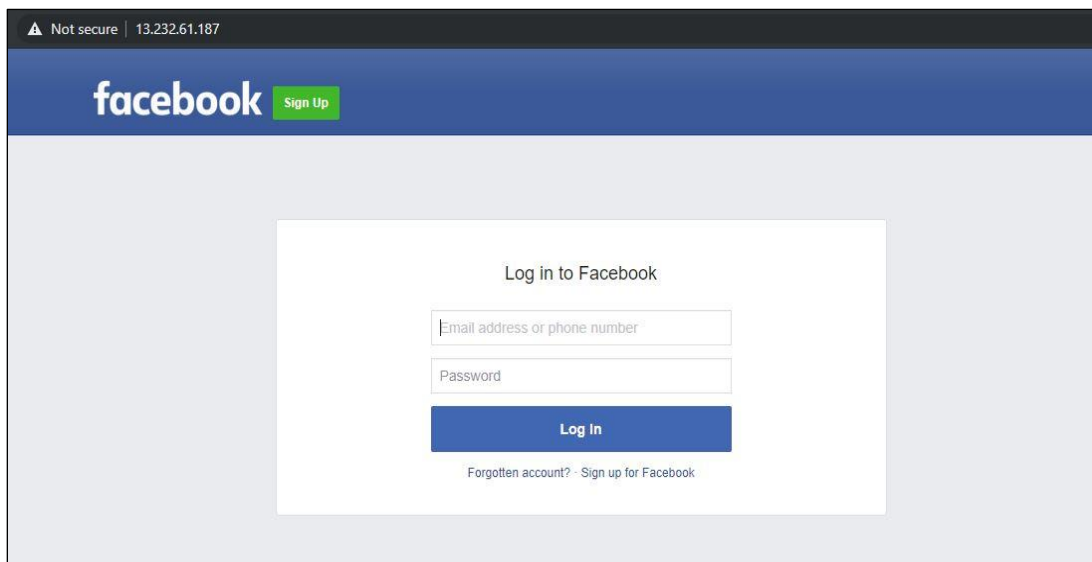 Not secure | 13.232.61.187
facebook Sign Up
Log in to Facebook
Email address or phone number
Password
Log In
Forgotten account? · Sign up for Facebook